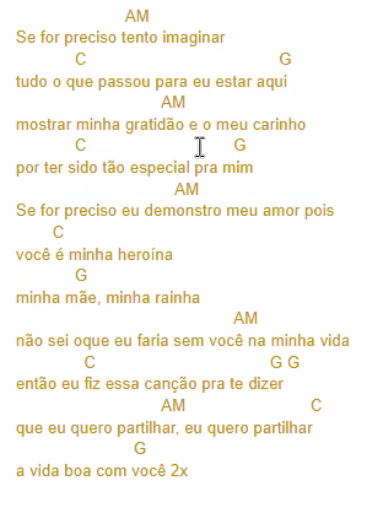 AM
Se for preciso tento imaginar
C G
tudo o que passou para eu estar aqui
AM
mostrar minha gratidão e o meu carinho
C G
por ter sido tão especial pra mim
AM
Se for preciso eu demonstro meu amor pois
C
você é minha heroína
G
minha mãe, minha rainha
AM
não sei oque eu faria sem você na minha vida
C G G
então eu fiz essa canção pra te dizer
AM C
que eu quero partilhar, eu quero partilhar
G
a vida boa com você 2x